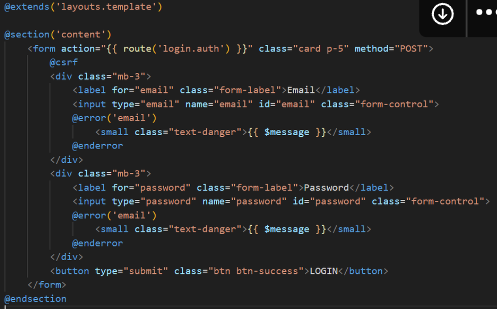 @extends('layouts.template')

@section('content')
    <form action="{{ route('login.auth') }}" class="card p-5" method="POST">
        @csrf
        <div class="mb-3">
            <label for="email" class="form-label">Email</label>
            <input type="email" name="email" id="email" class="form-control">
            @error('email')
                <small class="text-danger">{{ $message }}</small>
            @enderror
        </div>
        <div class="mb-3">
            <label for="password" class="form-label">Password</label>
            <input type="password" name="password" id="password" class="form-control">
            @error('email')
                <small class="text-danger">{{ $message }}</small>
            @enderror
        </div>
        <button type="submit" class="btn btn-success">LOGIN</button>
    </form>
@endsection